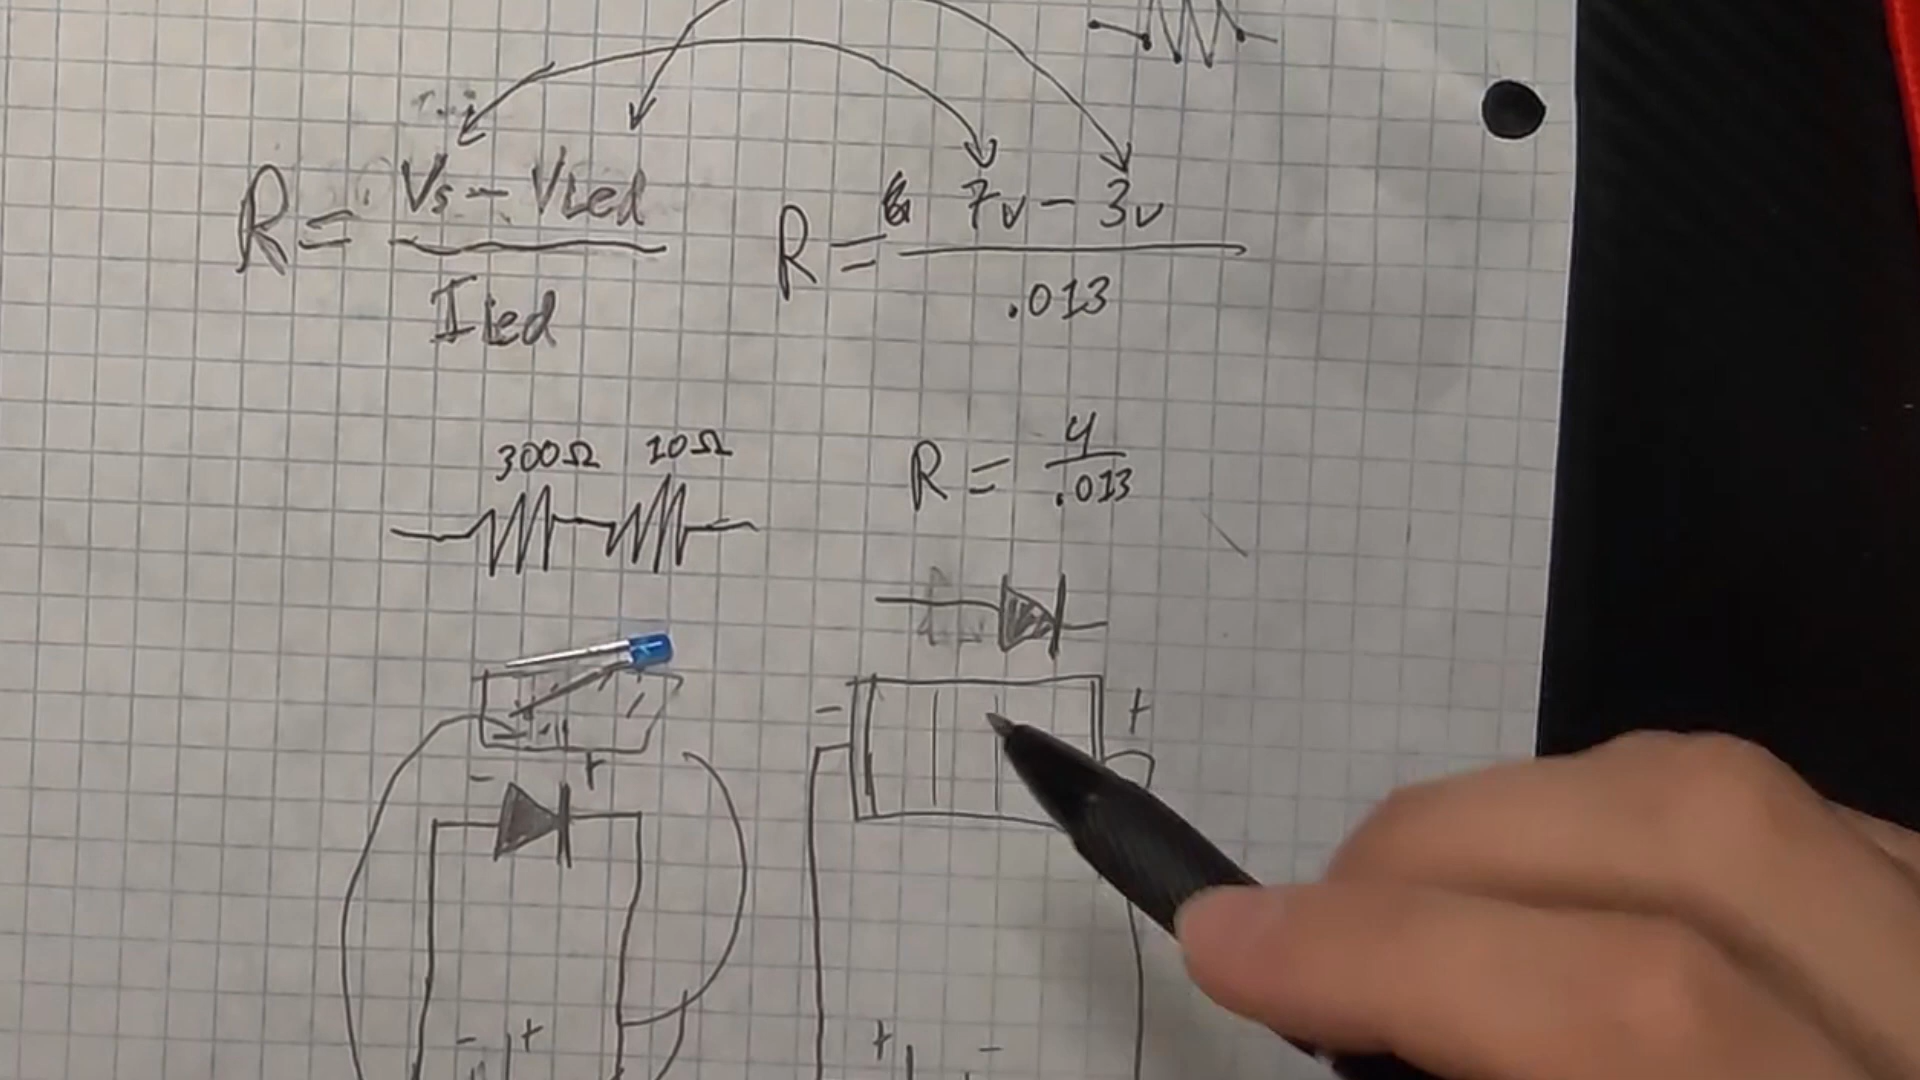 R = Vs - VLed / ILed
R = 7v - 3v / .013
300Ω 10Ω
R = 4 / .013
- +
- +
- +
+ -